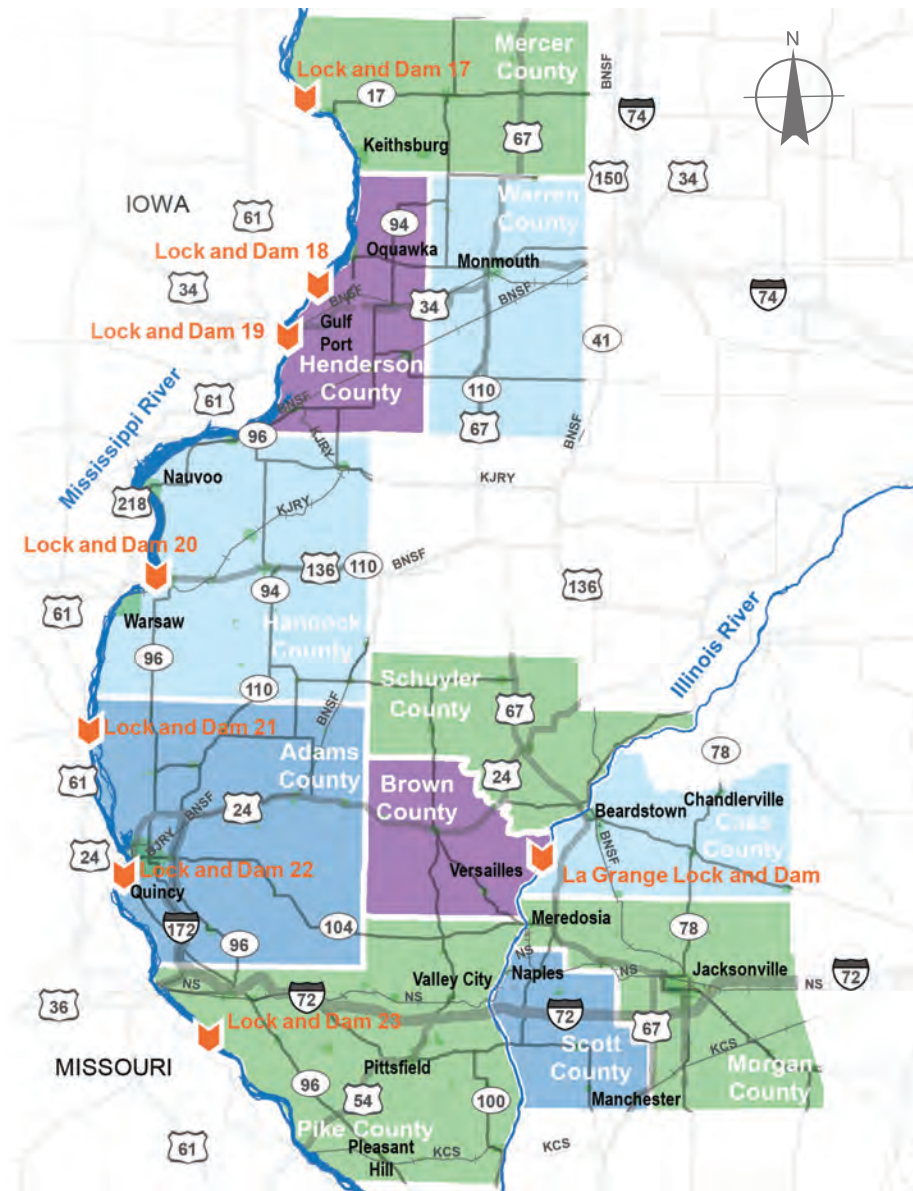 N
Mercer
County
BNSF
Lock and Dam 17
17
74
67
Keithsburg
150
34
Warren
County
IOWA
61
94
Oquawka
Lock and Dam 18
Monmouth
34
BNSF
BNSF
74
34
Gulf
Port
Lock and Dam 19
41
Henderson
County
110
61
Mississippi River
BNSF
67
96
KJRY
BNSF
Nauvoo
KJRY
218
KJRY
Lock and Dam 20
136
110
BNSF
136
94
61
Warsaw
Hancock
County
Illinois River
96
Schuyler
County
110
67
BNSF
Lock and Dam 21
Adams
County
78
61
24
Brown
County
24
BNSF
Beardstown
Chandlerville
Cass
County
KJRY
24
BNSF
Versailles
Lock and Dam 22
La Grange Lock and Dam
Quincy
Meredosia
172
104
78
96
NS
Valley City
Naples
NS
Jacksonville
NS
72
NS
72
NS
36
72
Lock and Dam 23
67
KCS
Scott
County
MISSOURI
Pittsfield
Morgan
County
96
54
100
Manchester
Pike County
61
Pleasant
Hill
KCS
KCS